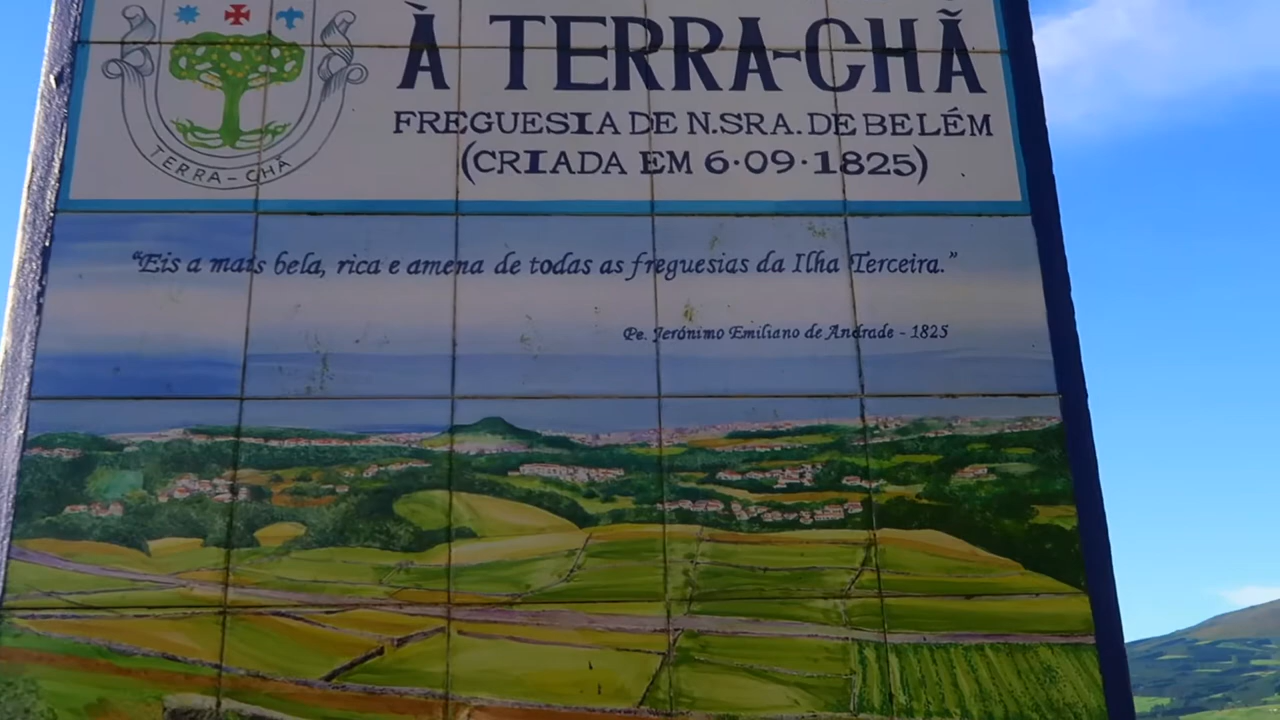 À TERRA-CHÃ
FREGUESIA DE N.SRA. DE BELÉM
(CRIADA EM 6·09·1825)
TERRA-CHÃ
"Eis a mais bela, rica e amena de todas as freguesias da Ilha Terceira."
Pe. Jerónimo Emiliano de Andrade - 1825